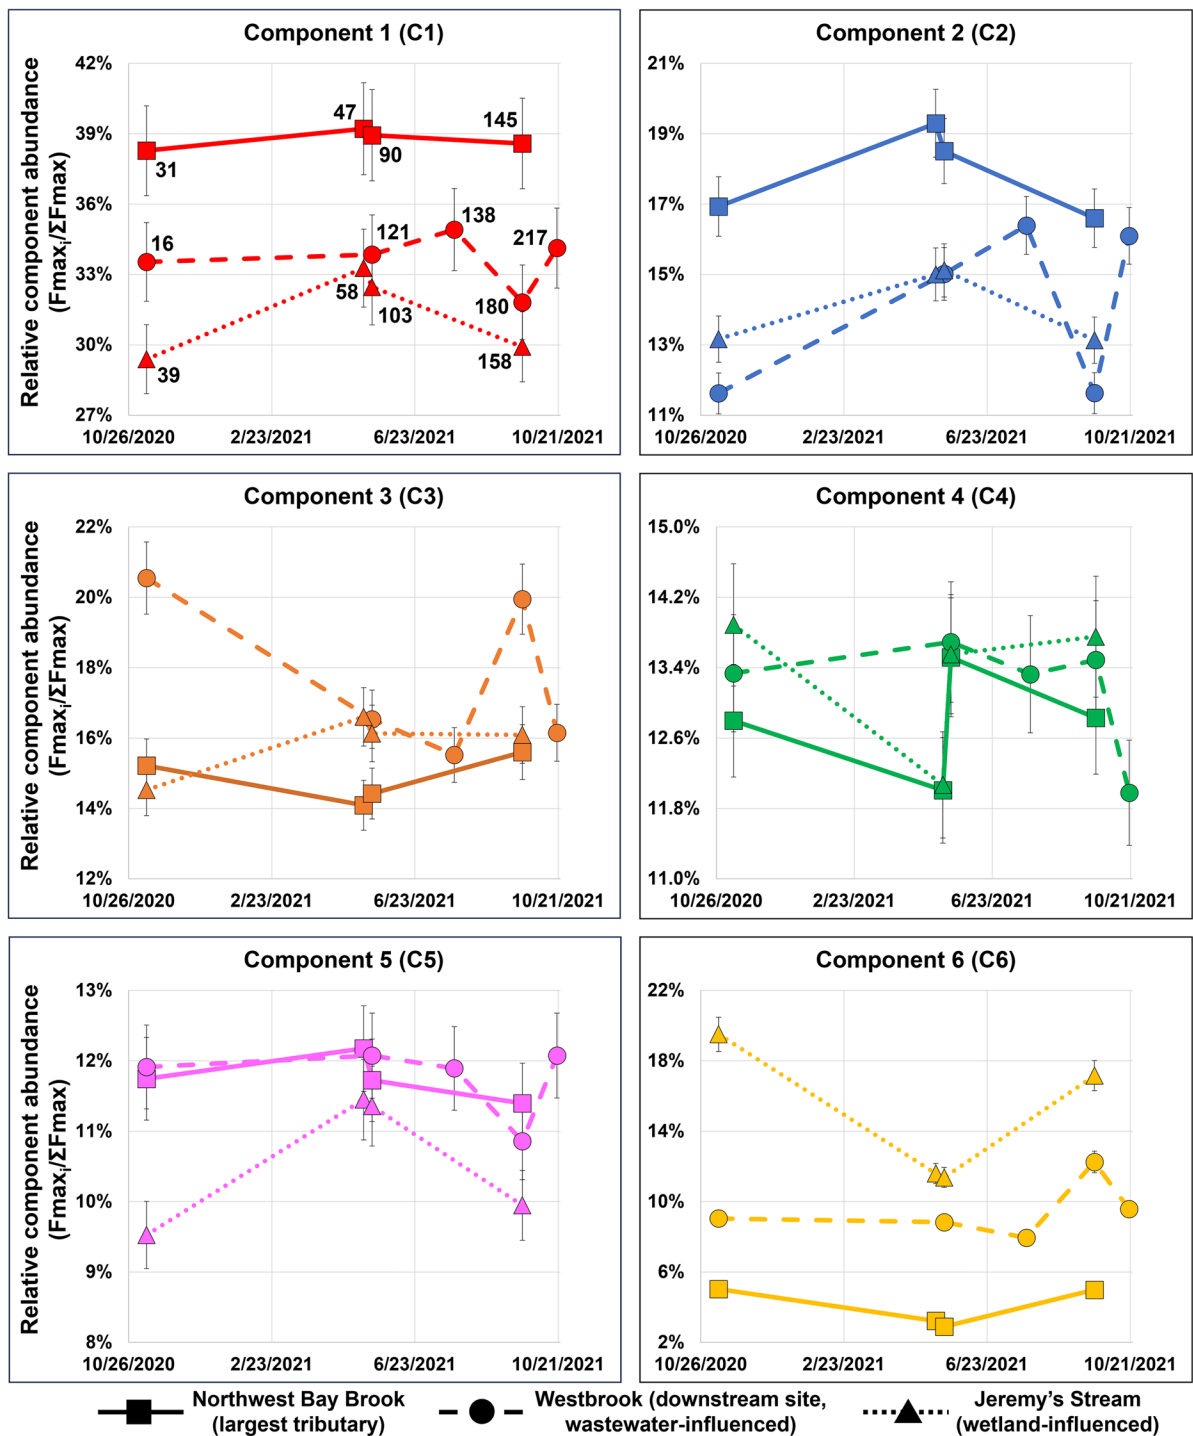 Component 1 (C1)
Relative component abundance
(Fmaxᵢ/ΣFmax)
42%
39%
36%
33%
30%
27%
31
47
90
145
16
121
138
217
180
39
58
103
158
10/26/2020 2/23/2021 6/23/2021 10/21/2021
Component 2 (C2)
21%
19%
17%
15%
13%
11%
10/26/2020 2/23/2021 6/23/2021 10/21/2021
Component 3 (C3)
Relative component abundance
(Fmaxᵢ/ΣFmax)
22%
20%
18%
16%
14%
12%
10/26/2020 2/23/2021 6/23/2021 10/21/2021
Component 4 (C4)
15.0%
14.2%
13.4%
12.6%
11.8%
11.0%
10/26/2020 2/23/2021 6/23/2021 10/21/2021
Component 5 (C5)
Relative component abundance
(Fmaxᵢ/ΣFmax)
13%
12%
11%
10%
9%
8%
10/26/2020 2/23/2021 6/23/2021 10/21/2021
Component 6 (C6)
22%
18%
14%
10%
6%
2%
10/26/2020 2/23/2021 6/23/2021 10/21/2021
Northwest Bay Brook
(largest tributary)
Westbrook (downstream site,
wastewater-influenced)
Jeremy's Stream
(wetland-influenced)